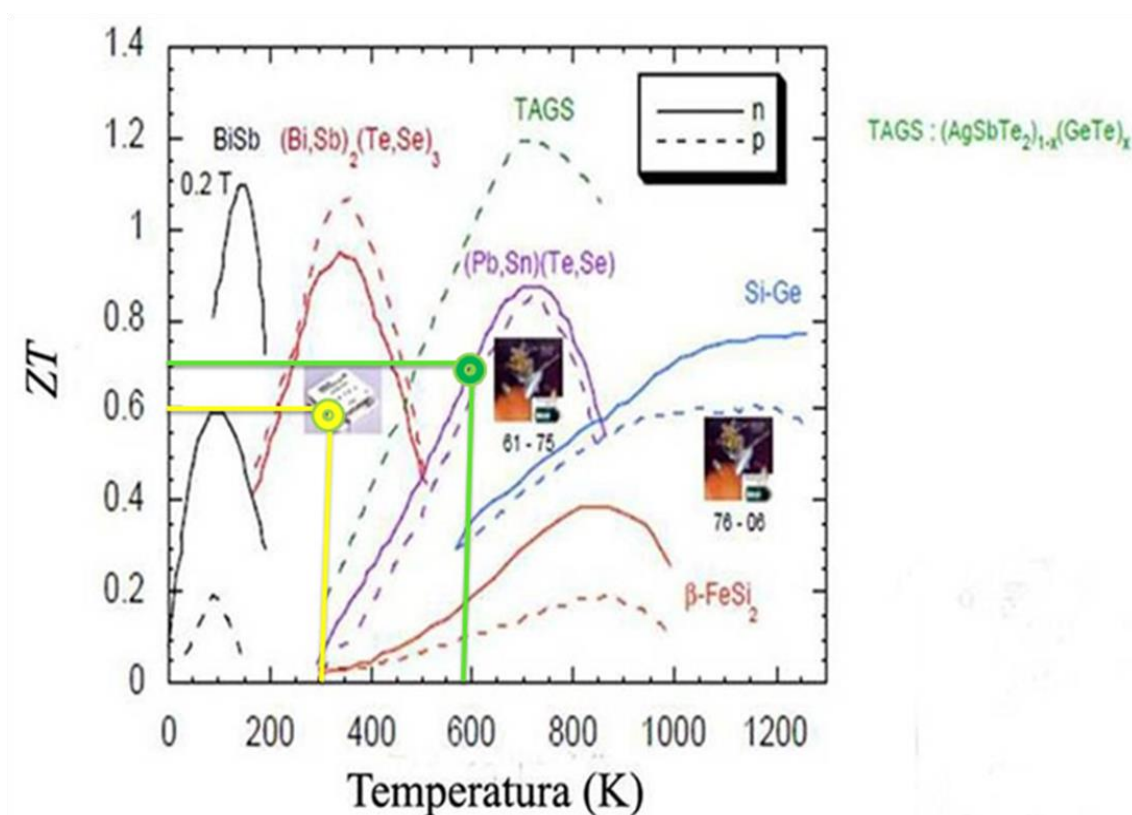 1.4
1.2
1
0.8
0.6
0.4
0.2
0
ZT
BiSb
0.2 T
(Bi,Sb)₂(Te,Se)₃
TAGS
n
p
TAGS : (AgSbTe₂)₁₋ₓ(GeTe)ₓ
(Pb,Sn)(Te,Se)
Si-Ge
61 - 75
76 - 06
β-FeSi₂
0 200 400 600 800 1000 1200
Temperatura (K)